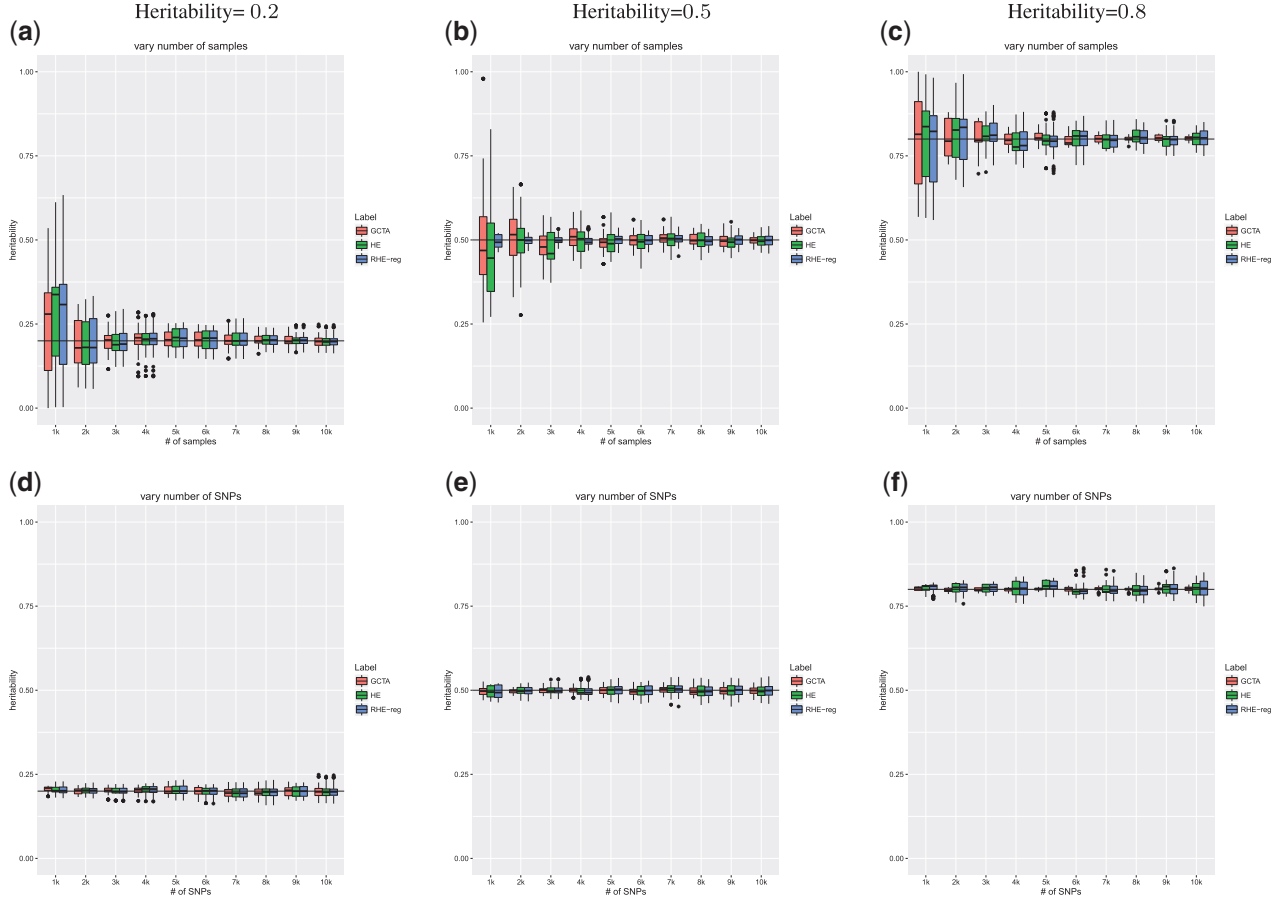 Heritability= 0.2
Heritability=0.5
Heritability=0.8
(a)
vary number of samples
1.00
0.75
0.50
0.25
0.00
heritability
1k 2k 3k 4k 5k 6k 7k 8k 9k 10k
# of samples
Label
GCTA
HE
RHE-reg
(b)
vary number of samples
1.00
0.75
0.50
0.25
0.00
heritability
1k 2k 3k 4k 5k 6k 7k 8k 9k 10k
# of samples
Label
GCTA
HE
RHE-reg
(c)
vary number of samples
1.00
0.75
0.50
0.25
0.00
heritability
1k 2k 3k 4k 5k 6k 7k 8k 9k 10k
# of samples
Label
GCTA
HE
RHE-reg
(d)
vary number of SNPs
1.00
0.75
0.50
0.25
0.00
heritability
1k 2k 3k 4k 5k 6k 7k 8k 9k 10k
# of SNPs
Label
GCTA
HE
RHE-reg
(e)
vary number of SNPs
1.00
0.75
0.50
0.25
0.00
heritability
1k 2k 3k 4k 5k 6k 7k 8k 9k 10k
# of SNPs
Label
GCTA
HE
RHE-reg
(f)
vary number of SNPs
1.00
0.75
0.50
0.25
0.00
heritability
1k 2k 3k 4k 5k 6k 7k 8k 9k 10k
# of SNPs
Label
GCTA
HE
RHE-reg